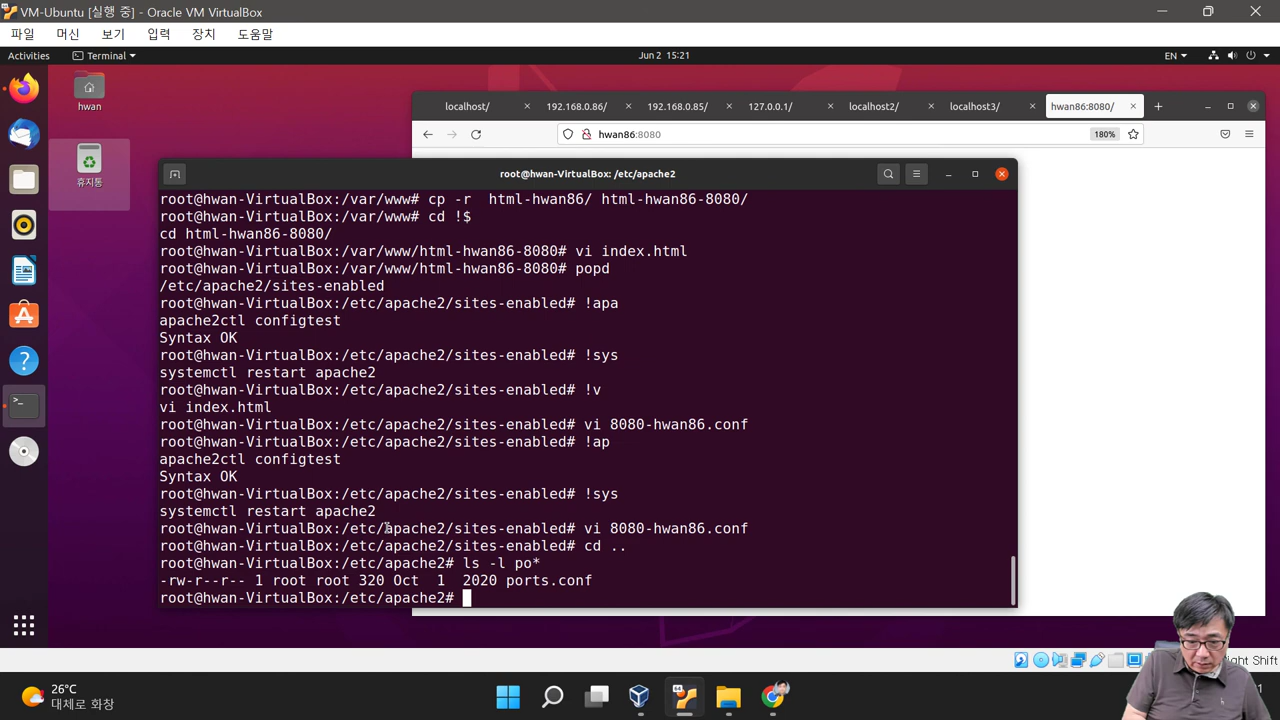 VM-Ubuntu [실행 중] - Oracle VM VirtualBox
파일 머신 보기 입력 장치 도움말
Activities Terminal Jun 2 15:21 EN
hwan
휴지통
localhost/ 192.168.0.86/ 192.168.0.85/ 127.0.0.1/ localhost2/ localhost3/ hwan86:8080/
hwan86:8080 180%
root@hwan-VirtualBox: /etc/apache2
root@hwan-VirtualBox:/var/www# cp -r  html-hwan86/ html-hwan86-8080/
root@hwan-VirtualBox:/var/www# cd !$
cd html-hwan86-8080/
root@hwan-VirtualBox:/var/www/html-hwan86-8080# vi index.html
root@hwan-VirtualBox:/var/www/html-hwan86-8080# popd
/etc/apache2/sites-enabled
root@hwan-VirtualBox:/etc/apache2/sites-enabled# !apa
apache2ctl configtest
Syntax OK
root@hwan-VirtualBox:/etc/apache2/sites-enabled# !sys
systemctl restart apache2
root@hwan-VirtualBox:/etc/apache2/sites-enabled# !v
vi index.html
root@hwan-VirtualBox:/etc/apache2/sites-enabled# vi 8080-hwan86.conf
root@hwan-VirtualBox:/etc/apache2/sites-enabled# !ap
apache2ctl configtest
Syntax OK
root@hwan-VirtualBox:/etc/apache2/sites-enabled# !sys
systemctl restart apache2
root@hwan-VirtualBox:/etc/apache2/sites-enabled# vi 8080-hwan86.conf
root@hwan-VirtualBox:/etc/apache2/sites-enabled# cd ..
root@hwan-VirtualBox:/etc/apache2# ls -l po*
-rw-r--r-- 1 root root 320 Oct  1  2020 ports.conf
root@hwan-VirtualBox:/etc/apache2#
Shift
26°C
대체로 화창